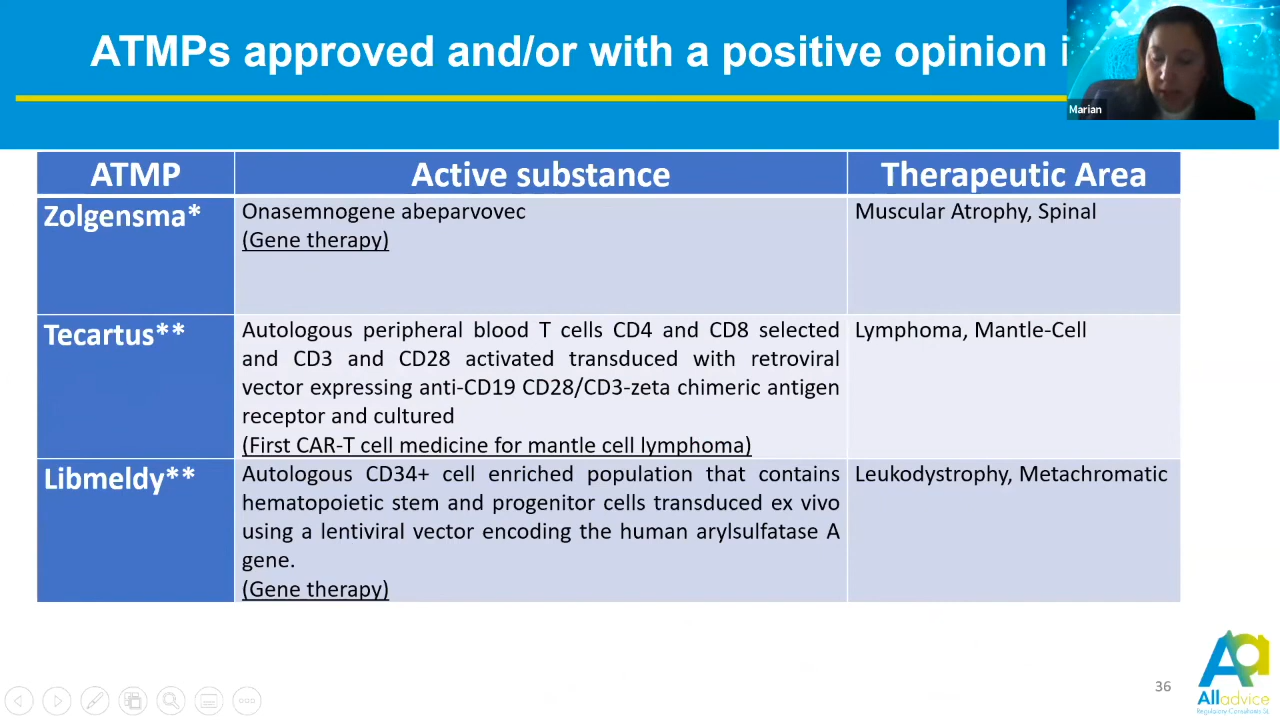 ATMPs approved and/or with a positive opinion
Marian
ATMP
Active substance
Therapeutic Area
Zolgensma*
Onasemnogene abeparvovec
(Gene therapy)
Muscular Atrophy, Spinal
Tecartus**
Autologous peripheral blood T cells CD4 and CD8 selected
and CD3 and CD28 activated transduced with retroviral
vector expressing anti-CD19 CD28/CD3-zeta chimeric antigen
receptor and cultured
(First CAR-T cell medicine for mantle cell lymphoma)
Lymphoma, Mantle-Cell
Libmeldy**
Autologous CD34+ cell enriched population that contains
hematopoietic stem and progenitor cells transduced ex vivo
using a lentiviral vector encoding the human arylsulfatase A
gene.
(Gene therapy)
Leukodystrophy, Metachromatic
36
Alladvice
Regulatory Consultores SL